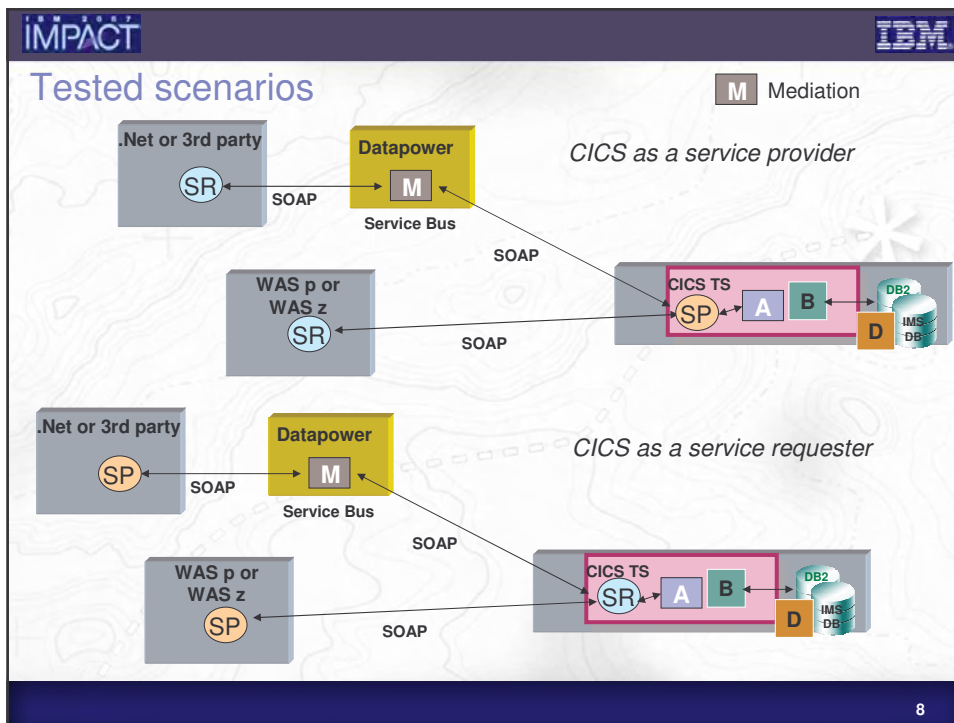 IBM 2007
IMPACT
IBM
Tested scenarios
M Mediation
.Net or 3rd party
SR
SOAP
Datapower
M
Service Bus
CICS as a service provider
SOAP
WAS p or
WAS z
SR
SOAP
CICS TS
SP
A
B
D
DB2
IMS
DB
.Net or 3rd party
SP
SOAP
Datapower
M
Service Bus
CICS as a service requester
SOAP
WAS p or
WAS z
SP
SOAP
CICS TS
SR
A
B
D
DB2
IMS
DB
8